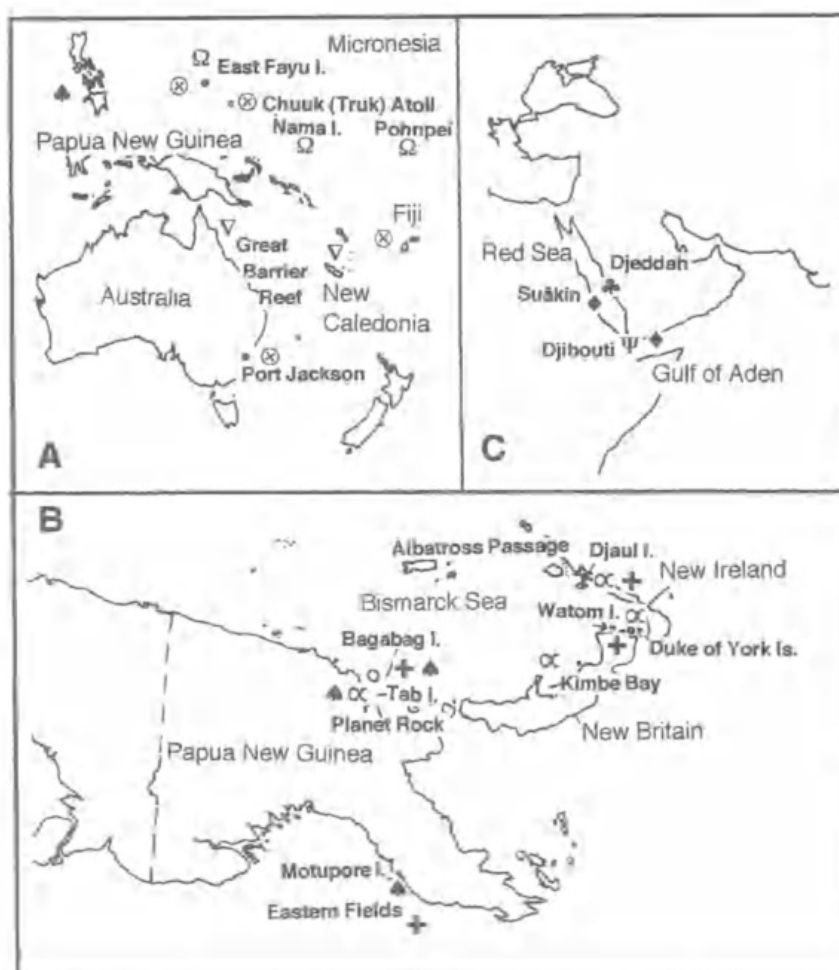 Micronesia
East Fayu I.
Chuuk (Truk) Atoll
Nama I. Pohnpei
Papua New Guinea
Fiji
Great
Barrier
Reef
Australia
New
Caledonia
Port Jackson
A
Red Sea
Djeddah
Suâkin
Djibouti
Gulf of Aden
C
B
Albatross Passage Djaul I.
New Ireland
Bismarck Sea
Watom I.
Bagabag I.
Duke of York Is.
Tab I.
Kimbe Bay
Planet Rock
New Britain
Papua New Guinea
Motupore I.
Eastern Fields